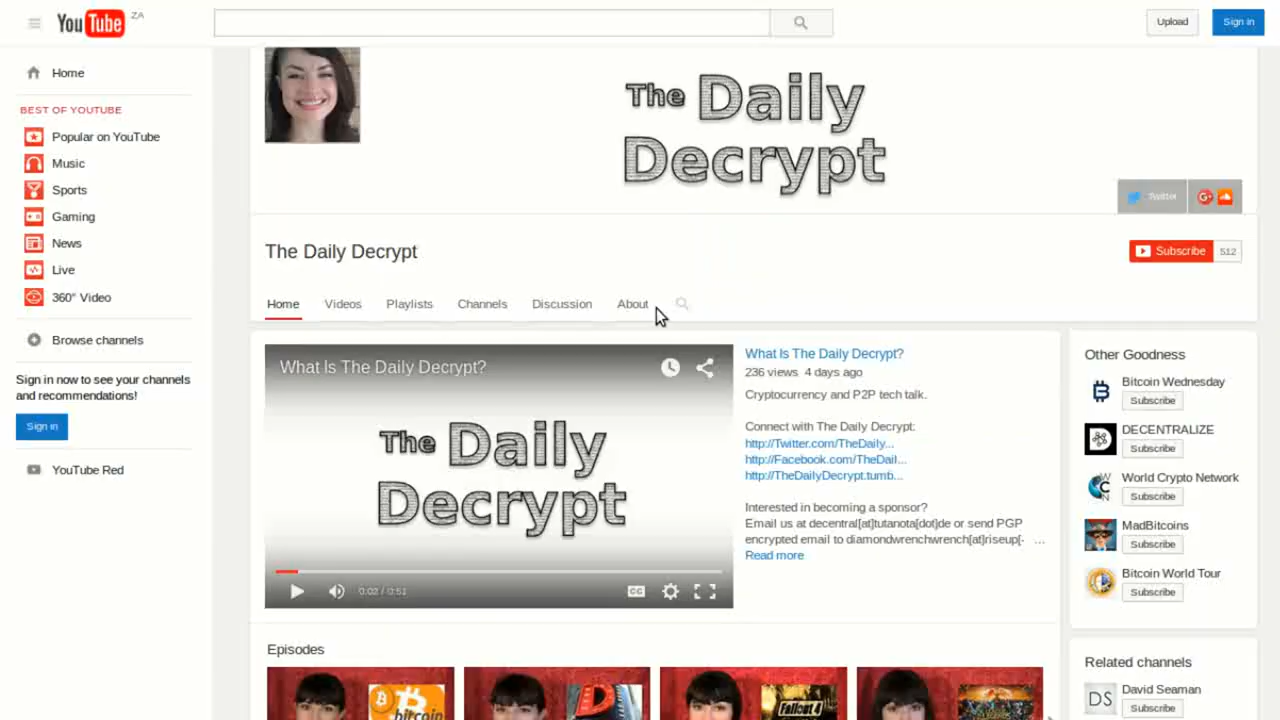 YouTube ZA
Upload
Sign in
Home
BEST OF YOUTUBE
Popular on YouTube
Music
Sports
Gaming
News
Live
360° Video
Browse channels
Sign in now to see your channels
and recommendations!
Sign in
YouTube Red
The Daily
Decrypt
Twitter
The Daily Decrypt
Subscribe 512
Home Videos Playlists Channels Discussion About
What Is The Daily Decrypt?
The Daily
Decrypt
0:02 / 0:51
CC
What Is The Daily Decrypt?
236 views 4 days ago
Cryptocurrency and P2P tech talk.
Connect with The Daily Decrypt:
http://Twitter.com/TheDaily...
http://Facebook.com/TheDail...
http://TheDailyDecrypt.tumb...
Interested in becoming a sponsor?
Email us at decentral[at]tutanota[dot]de or send PGP
encrypted email to diamondwrenchwrench[at]riseup[- ...
Read more
Other Goodness
Bitcoin Wednesday
Subscribe
DECENTRALIZE
Subscribe
World Crypto Network
Subscribe
MadBitcoins
Subscribe
Bitcoin World Tour
Subscribe
Episodes
bitcoin
Fallout 4
Related channels
DS
David Seaman
Subscribe